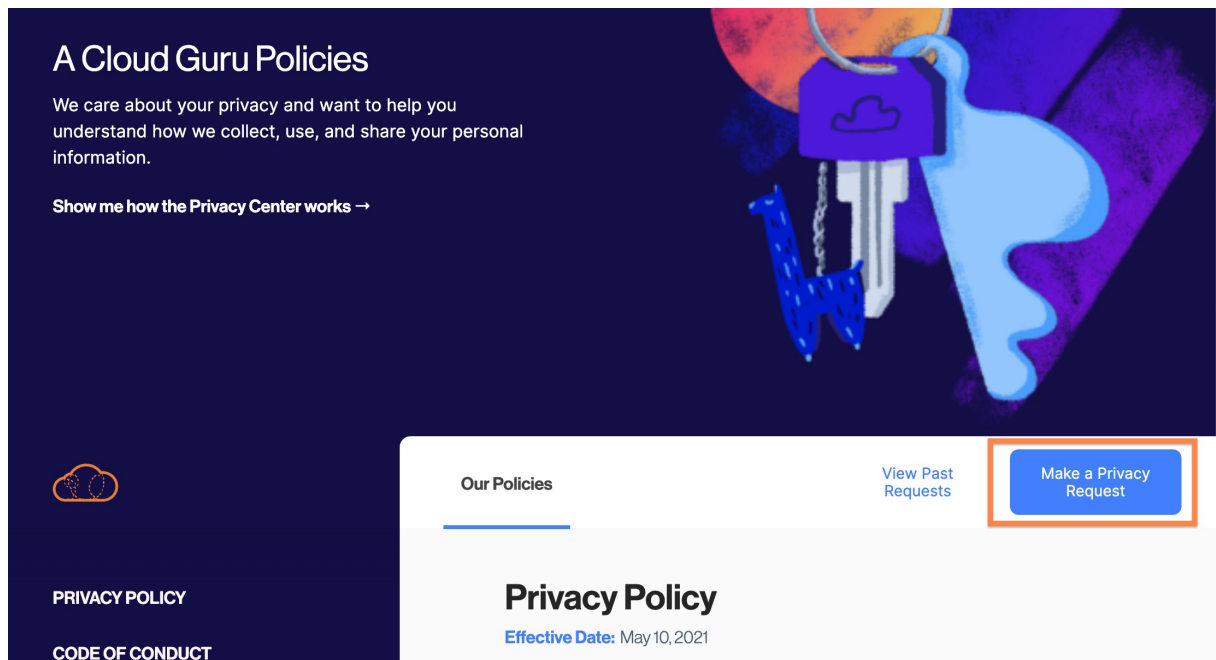 A Cloud Guru Policies
We care about your privacy and want to help you
understand how we collect, use, and share your personal
information.
Show me how the Privacy Center works →
Our Policies
View Past
Requests
Make a Privacy
Request
PRIVACY POLICY
CODE OF CONDUCT
Privacy Policy
Effective Date: May 10, 2021